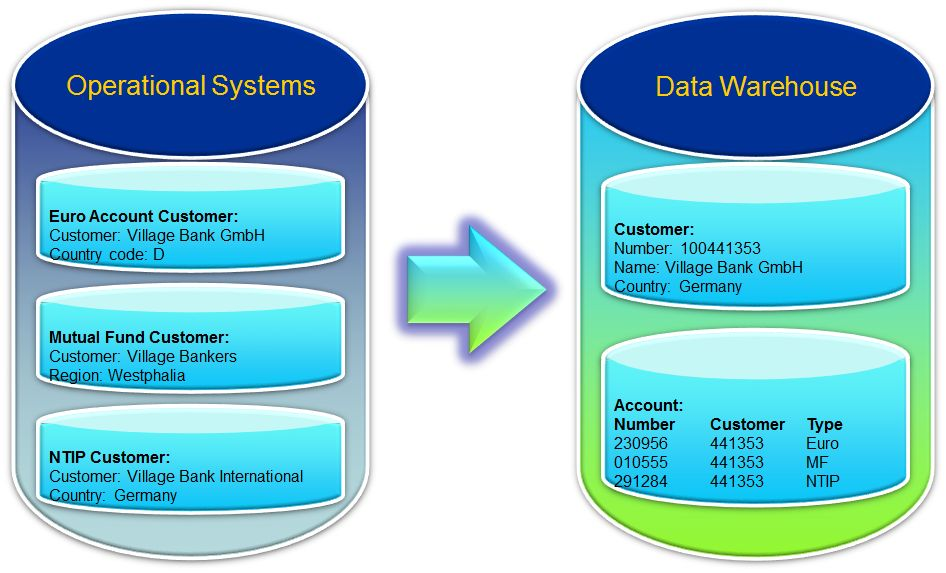 Operational Systems
Euro Account Customer:
Customer: Village Bank GmbH
Country code: D
Mutual Fund Customer:
Customer: Village Bankers
Region: Westphalia
NTIP Customer:
Customer: Village Bank International
Country: Germany
Data Warehouse
Customer:
Number: 100441353
Name: Village Bank GmbH
Country: Germany
Account:
Number Customer Type
230956 441353 Euro
010555 441353 MF
291284 441353 NTIP